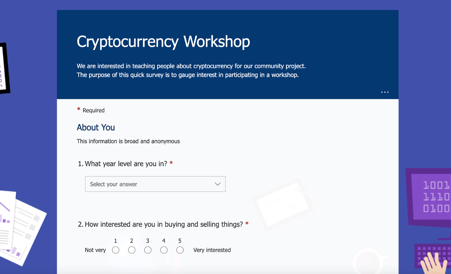 Cryptocurrency Workshop
We are interested in teaching people about cryptocurrency for our community project.
The purpose of this quick survey is to gauge interest in participating in a workshop.
* Required
About You
This information is broad and anonymous
1. What year level are you in? *
Select your answer
2. How interested are you in buying and selling things? *
1 2 3 4 5
Not very Very interested
1001
1110
0100